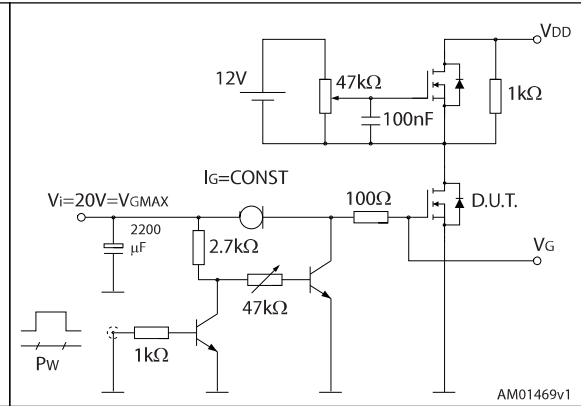 VDD
12V
47kΩ
1kΩ
100nF
IG=CONST
Vi=20V=VGMAX
100Ω
D.U.T.
2200
μF
2.7kΩ
VG
47kΩ
1kΩ
PW
AM01469v1